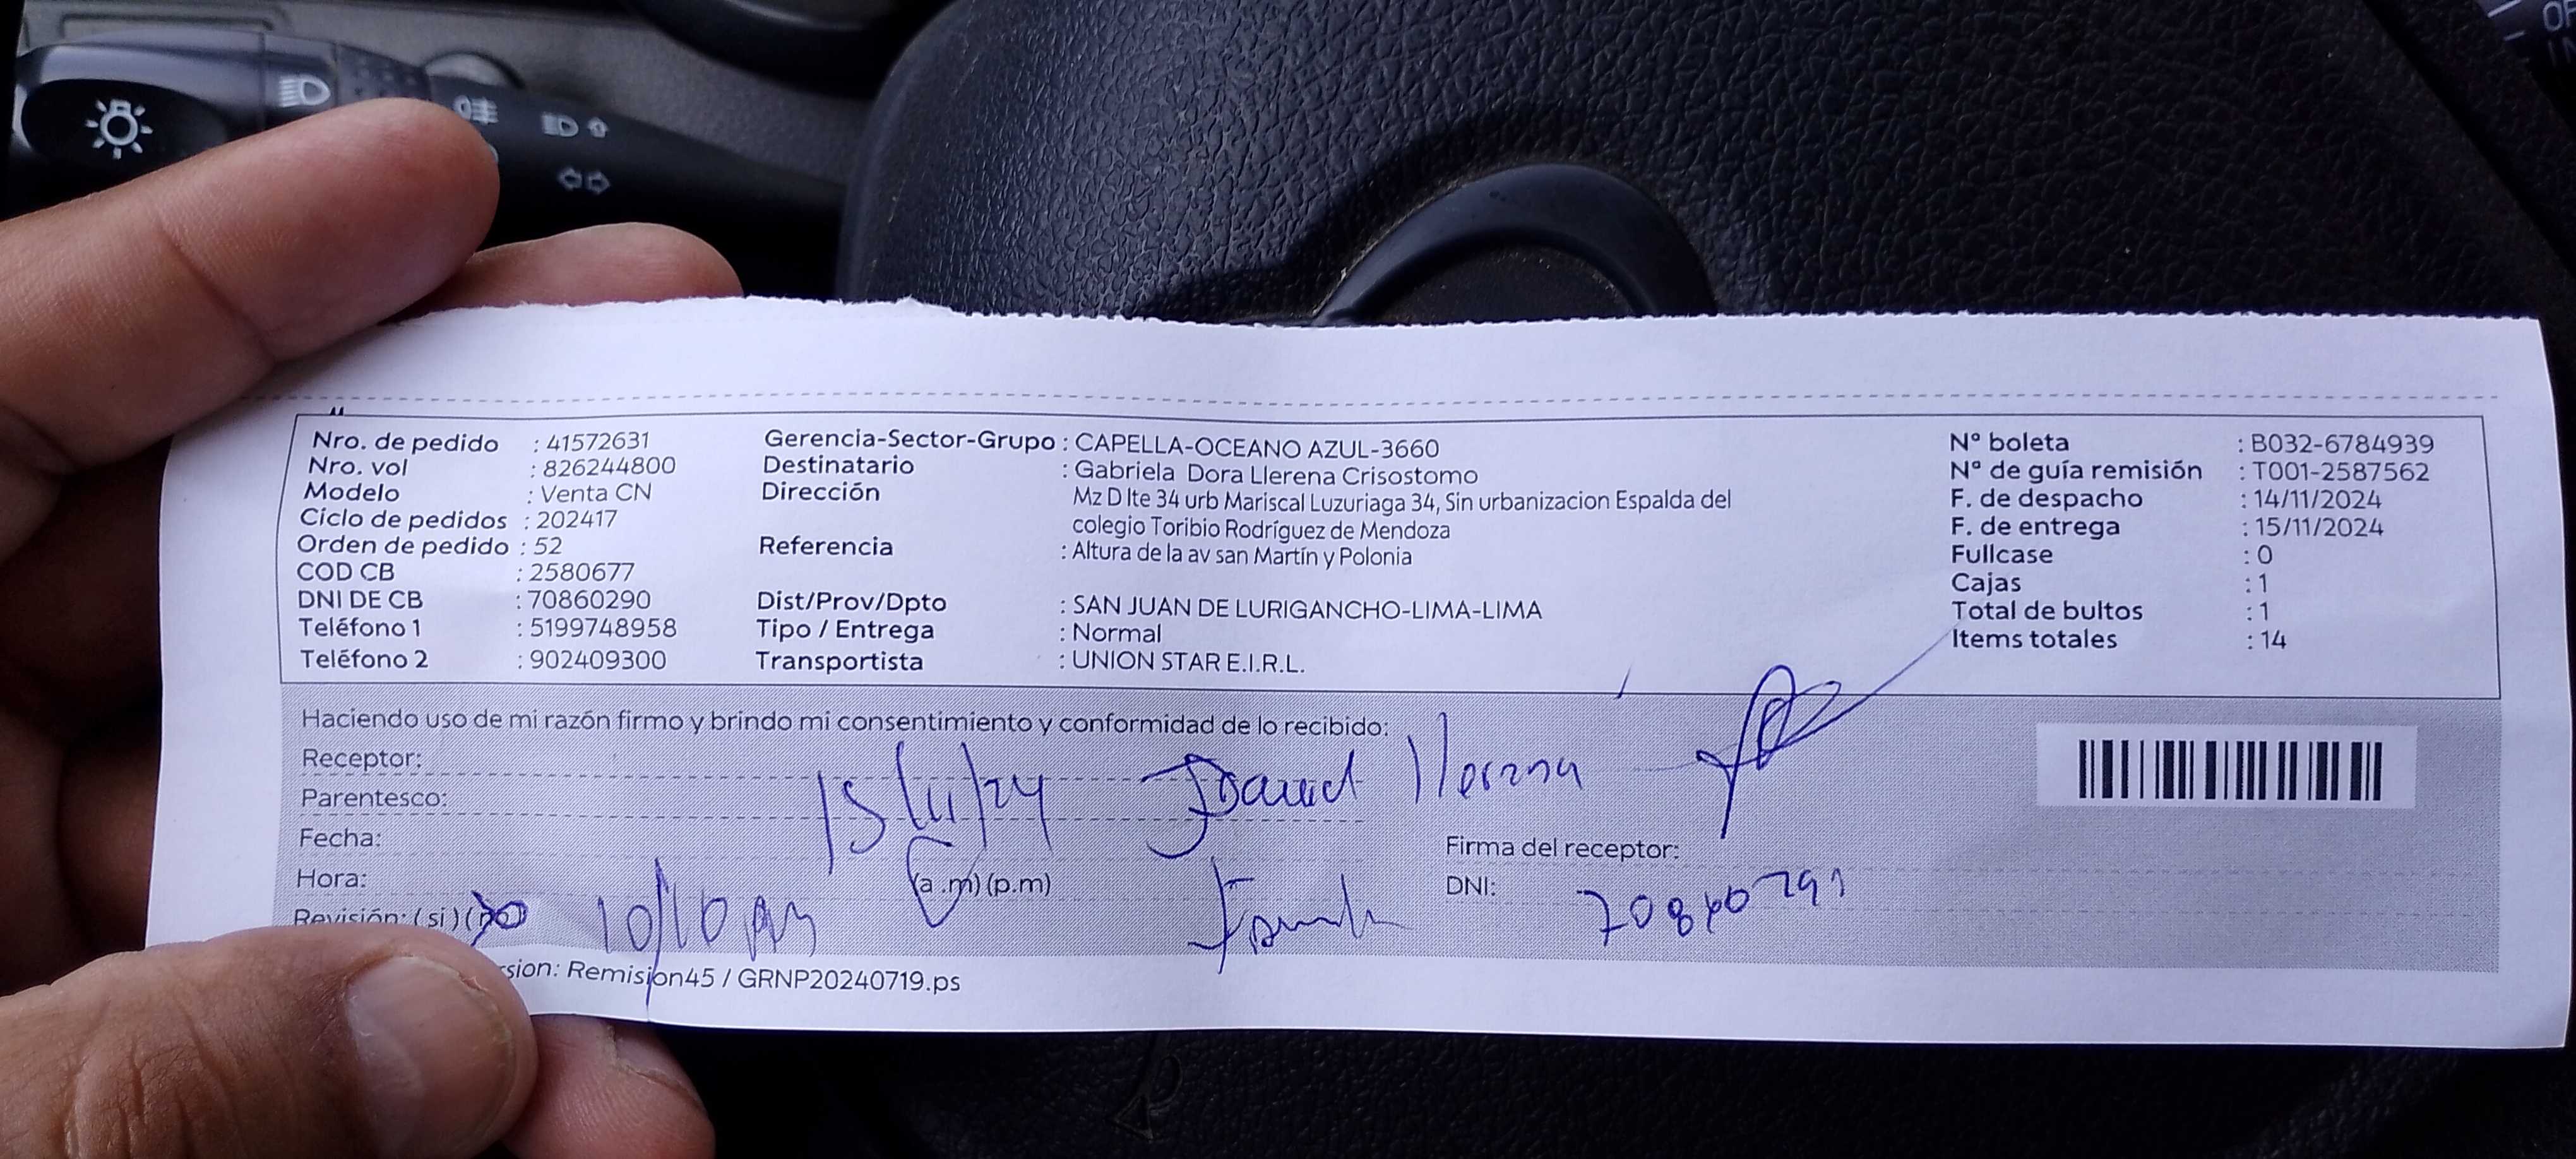 Nro. de pedido : 41572631
Nro. vol : 826244800
Modelo : Venta CN
Ciclo de pedidos : 202417
Orden de pedido : 52
COD CB : 2580677
DNI DE CB : 70860290
Teléfono 1 : 5199748958
Teléfono 2 : 902409300
Gerencia-Sector-Grupo : CAPELLA-OCEANO AZUL-3660
Destinatario : Gabriela Dora Llerena Crisostomo
Dirección Mz D lte 34 urb Mariscal Luzuriaga 34, Sin urbanizacion Espalda del
colegio Toribio Rodríguez de Mendoza
Referencia : Altura de la av san Martín y Polonia
Dist/Prov/Dpto : SAN JUAN DE LURIGANCHO-LIMA-LIMA
Tipo / Entrega : Normal
Transportista : UNION STAR E.I.R.L.
N° boleta : B032-6784939
N° de guía remisión : T001-2587562
F. de despacho : 14/11/2024
F. de entrega : 15/11/2024
Fullcase : 0
Cajas : 1
Total de bultos : 1
Items totales : 14
Haciendo uso de mi razón firmo y brindo mi consentimiento y conformidad de lo recibido:
Receptor:
Parentesco:
15/11/24 Llerena
Fecha:
Firma del receptor:
Hora: (a.m) (p.m)
DNI:
Revisión: (si) (no) 10/10 am
sion: Remision45 / GRNP20240719.ps